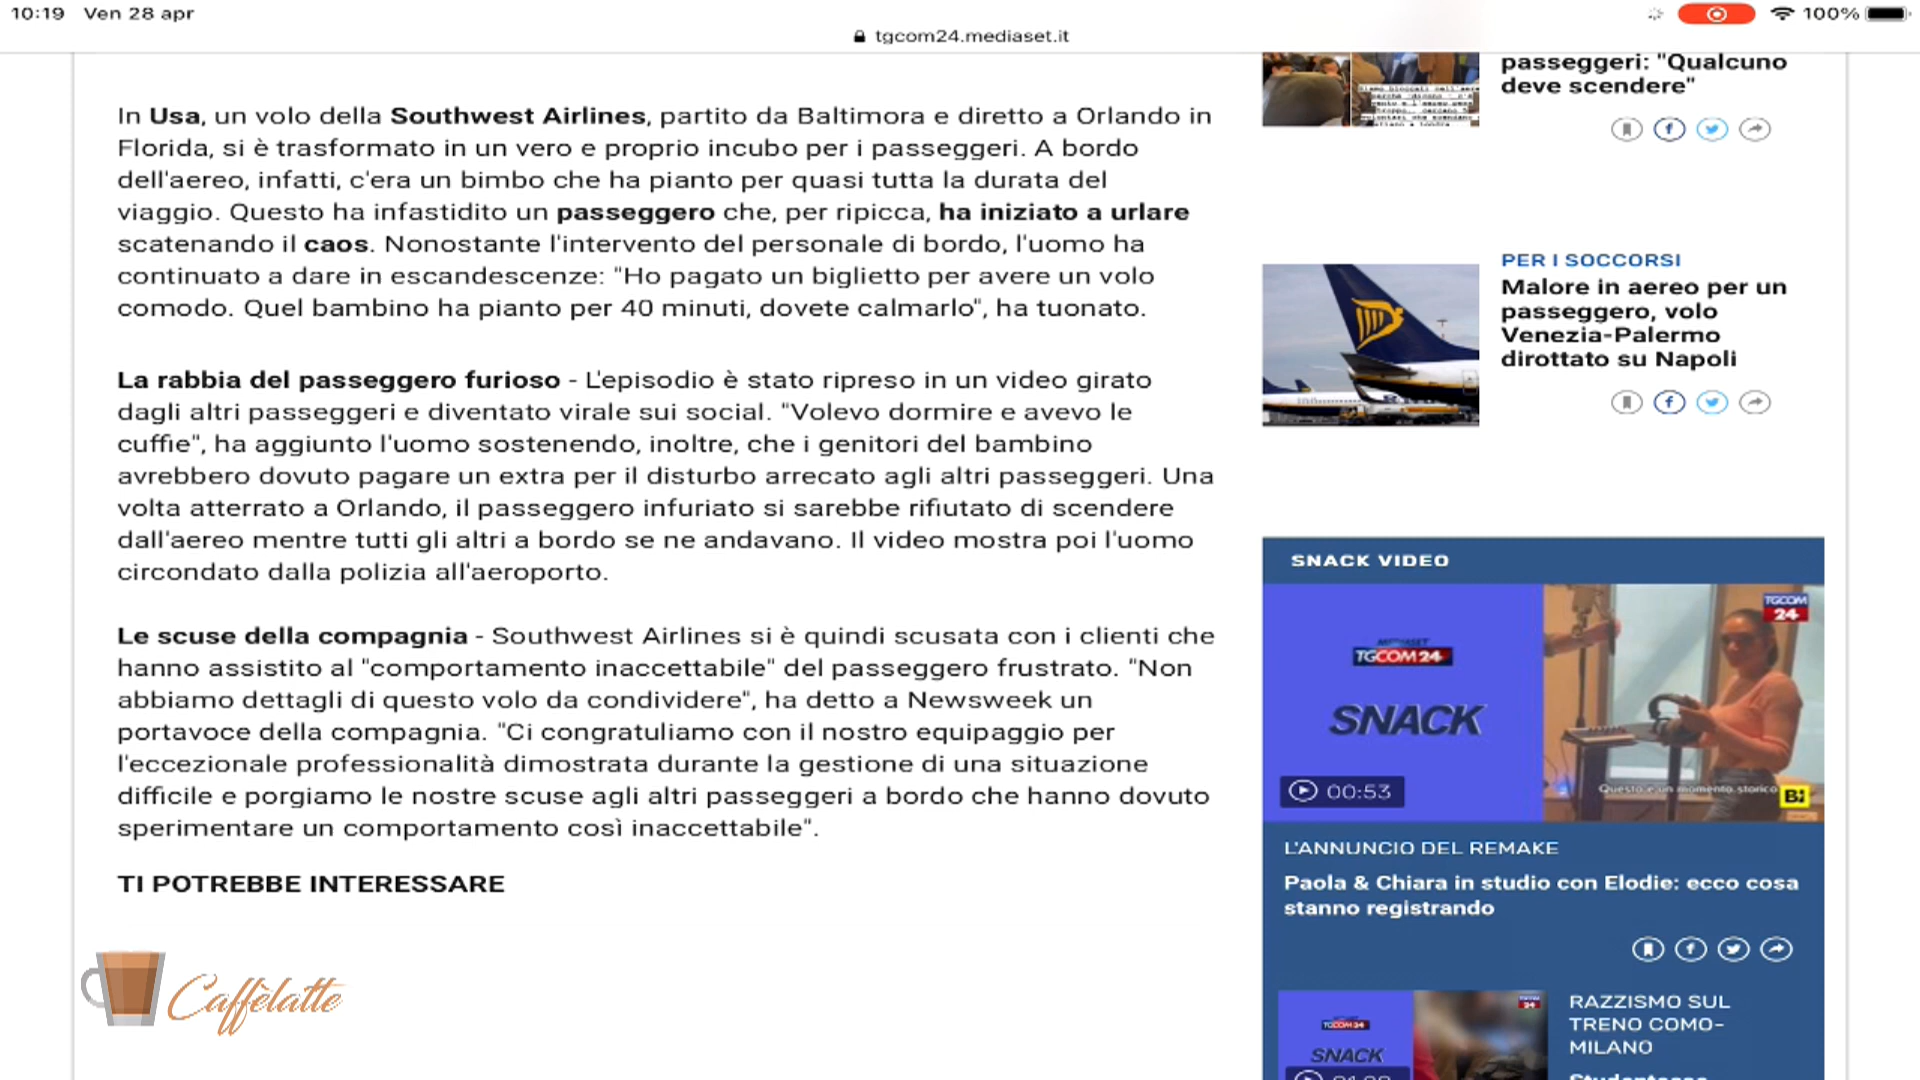 10:19 Ven 28 apr
100%
tgcom24.mediaset.it
In Usa, un volo della Southwest Airlines, partito da Baltimora e diretto a Orlando in
Florida, si è trasformato in un vero e proprio incubo per i passeggeri. A bordo
dell'aereo, infatti, c'era un bimbo che ha pianto per quasi tutta la durata del
viaggio. Questo ha infastidito un passeggero che, per ripicca, ha iniziato a urlare
scatenando il caos. Nonostante l'intervento del personale di bordo, l'uomo ha
continuato a dare in escandescenze: "Ho pagato un biglietto per avere un volo
comodo. Quel bambino ha pianto per 40 minuti, dovete calmarlo", ha tuonato.
La rabbia del passeggero furioso - L'episodio è stato ripreso in un video girato
dagli altri passeggeri e diventato virale sui social. "Volevo dormire e avevo le
cuffie", ha aggiunto l'uomo sostenendo, inoltre, che i genitori del bambino
avrebbero dovuto pagare un extra per il disturbo arrecato agli altri passeggeri. Una
volta atterrato a Orlando, il passeggero infuriato si sarebbe rifiutato di scendere
dall'aereo mentre tutti gli altri a bordo se ne andavano. Il video mostra poi l'uomo
circondato dalla polizia all'aeroporto.
Le scuse della compagnia - Southwest Airlines si è quindi scusata con i clienti che
hanno assistito al "comportamento inaccettabile" del passeggero frustrato. "Non
abbiamo dettagli di questo volo da condividere", ha detto a Newsweek un
portavoce della compagnia. "Ci congratuliamo con il nostro equipaggio per
l'eccezionale professionalità dimostrata durante la gestione di una situazione
difficile e porgiamo le nostre scuse agli altri passeggeri a bordo che hanno dovuto
sperimentare un comportamento così inaccettabile".
TI POTREBBE INTERESSARE
Caffèlatte
passeggeri: "Qualcuno
deve scendere"
PER I SOCCORSI
Malore in aereo per un
passeggero, volo
Venezia-Palermo
dirottato su Napoli
SNACK VIDEO
TGCOM
24
MEDIASET
TGCOM 24
SNACK
00:53
Questo è un momento storico
L'ANNUNCIO DEL REMAKE
Paola & Chiara in studio con Elodie: ecco cosa
stanno registrando
TGCOM 24
SNACK
24
RAZZISMO SUL
TRENO COMO-
MILANO